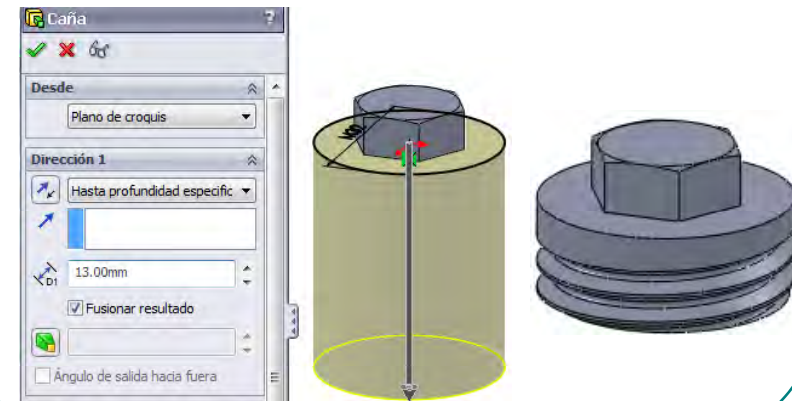 Caña ?
Desde
Plano de croquis
Dirección 1
Hasta profundidad especific
D1 13.00mm
Fusionar resultado
Ángulo de salida hacia fuera